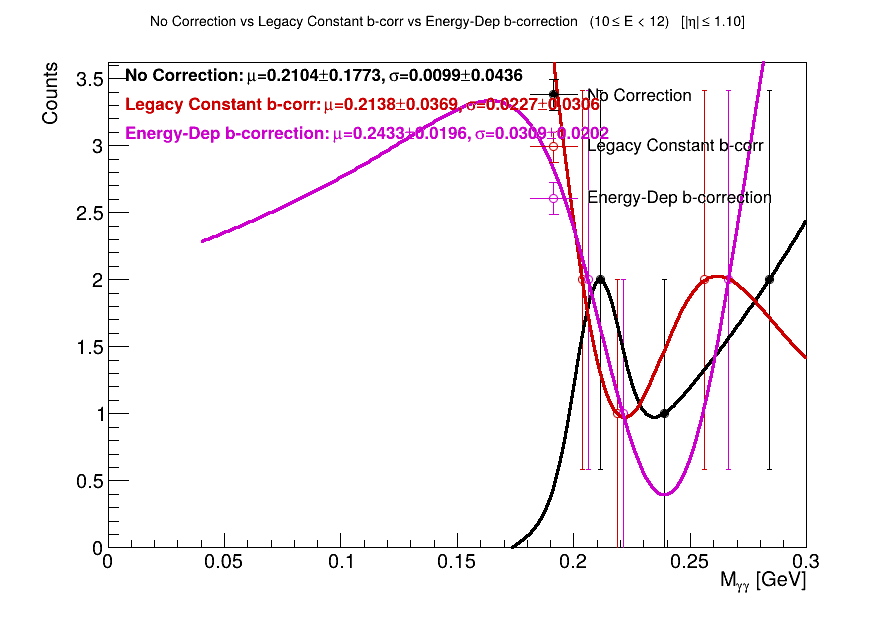 No Correction vs Legacy Constant b-corr vs Energy-Dep b-correction (10 ≤ E < 12) [|η| ≤ 1.10]
Counts
No Correction: μ=0.2104±0.1773, σ=0.0099±0.0436
Legacy Constant b-corr: μ=0.2138±0.0369, σ=0.0227±0.0306
Energy-Dep b-correction: μ=0.2433±0.0196, σ=0.0309±0.0202
No Correction
Legacy Constant b-corr
Energy-Dep b-correction
3.5
3
2.5
2
1.5
1
0.5
0
0 0.05 0.1 0.15 0.2 0.25 0.3
Mγγ [GeV]